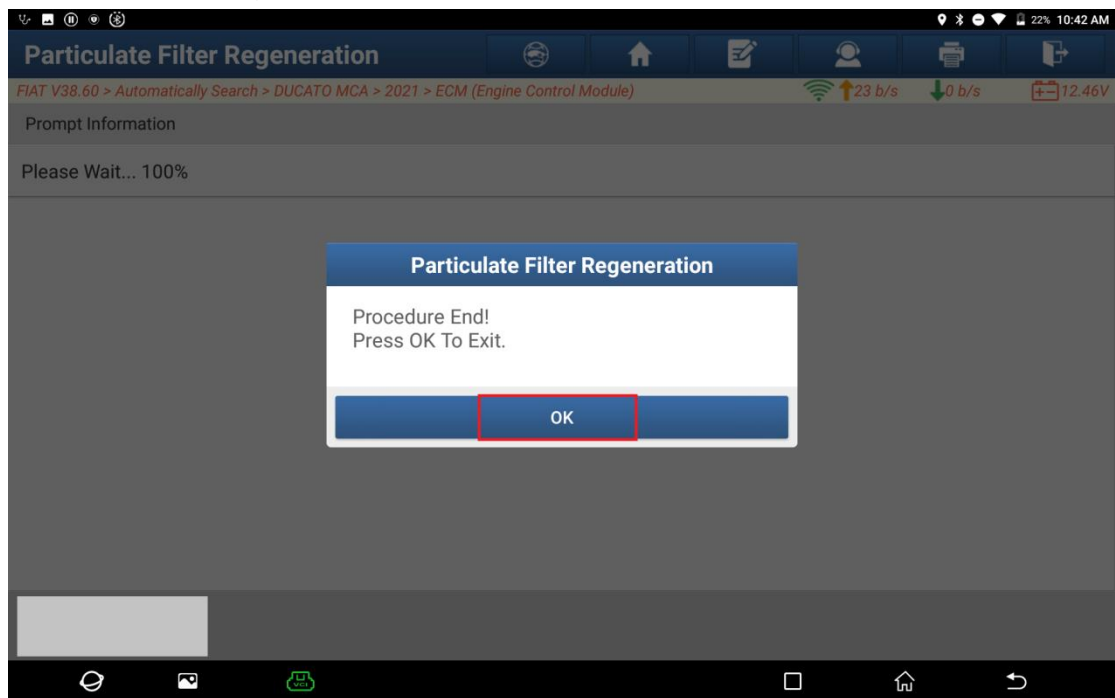 22% 10:42 AM
Particulate Filter Regeneration
FIAT V38.60 > Automatically Search > DUCATO MCA > 2021 > ECM (Engine Control Module)
23 b/s
0 b/s
12.46V
Prompt Information
Please Wait... 100%
Particulate Filter Regeneration
Procedure End!
Press OK To Exit.
OK
VCI